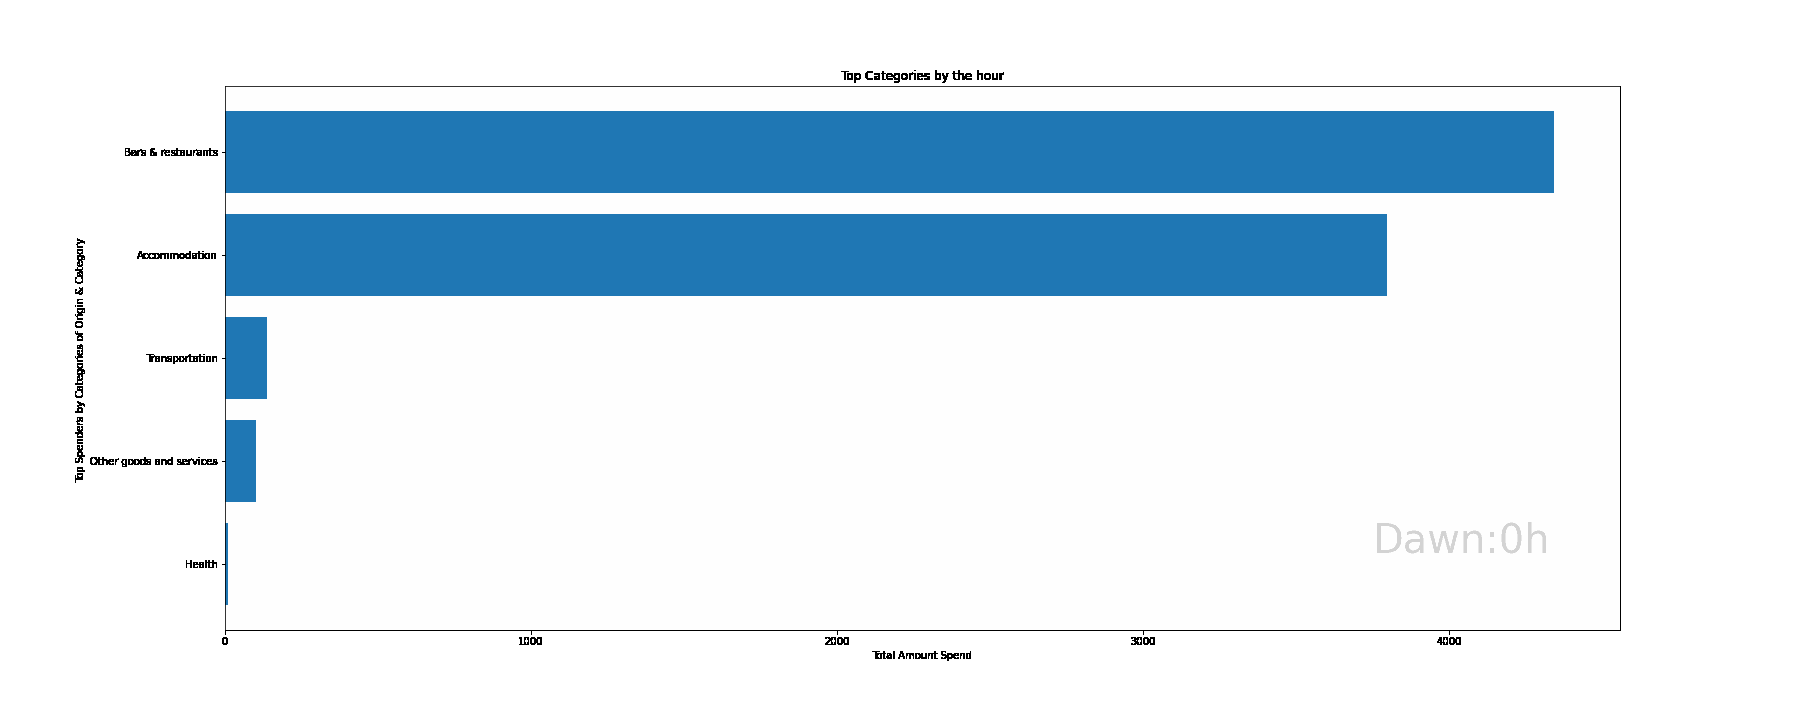 Top Categories by the hour
Top Spenders by Categories of Origin & Category
Bars & restaurants
Accommodation
Transportation
Other goods and services
Health
Dawn:0h
0 1000 2000 3000 4000
Total Amount Spend